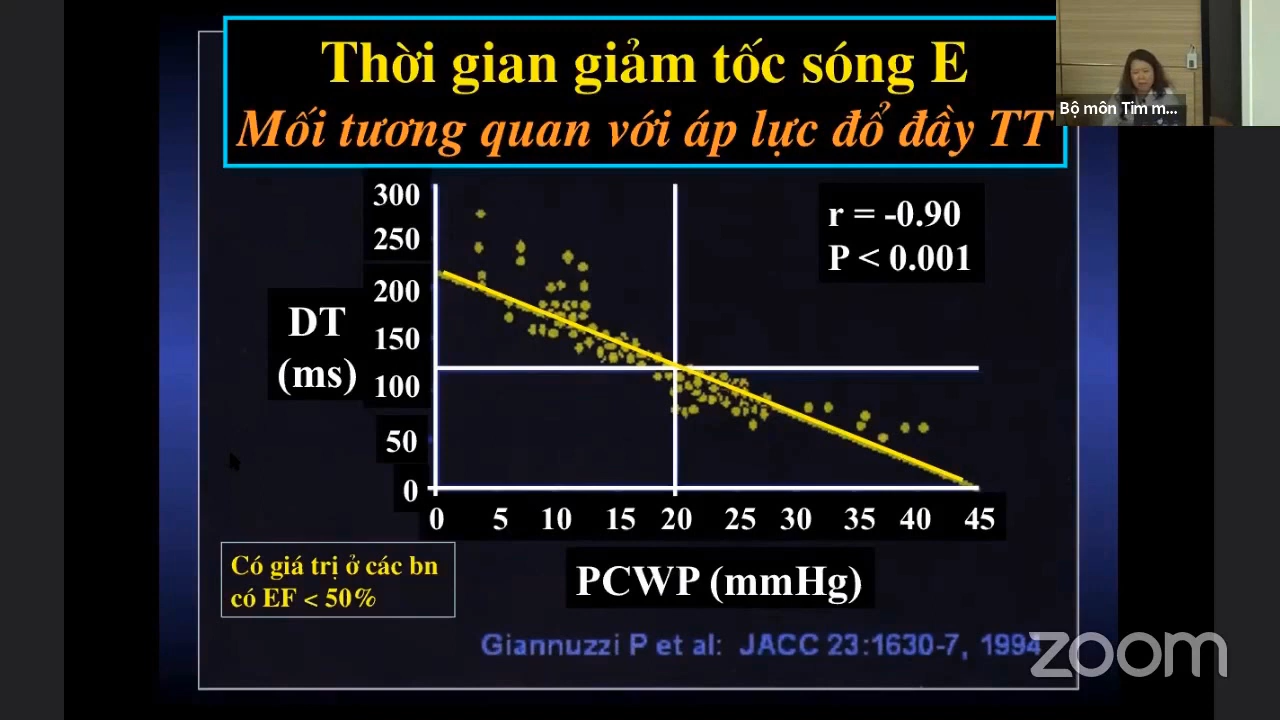 Thời gian giảm tốc sóng E
Mối tương quan với áp lực đổ đầy TT
Bộ môn Tim m...
300
250
200
150
100
50
0
DT
(ms)
r = -0.90
P < 0.001
0 5 10 15 20 25 30 35 40 45
PCWP (mmHg)
Có giá trị ở các bn
có EF < 50%
Giannuzzi P et al: JACC 23:1630-7, 1994
zoom